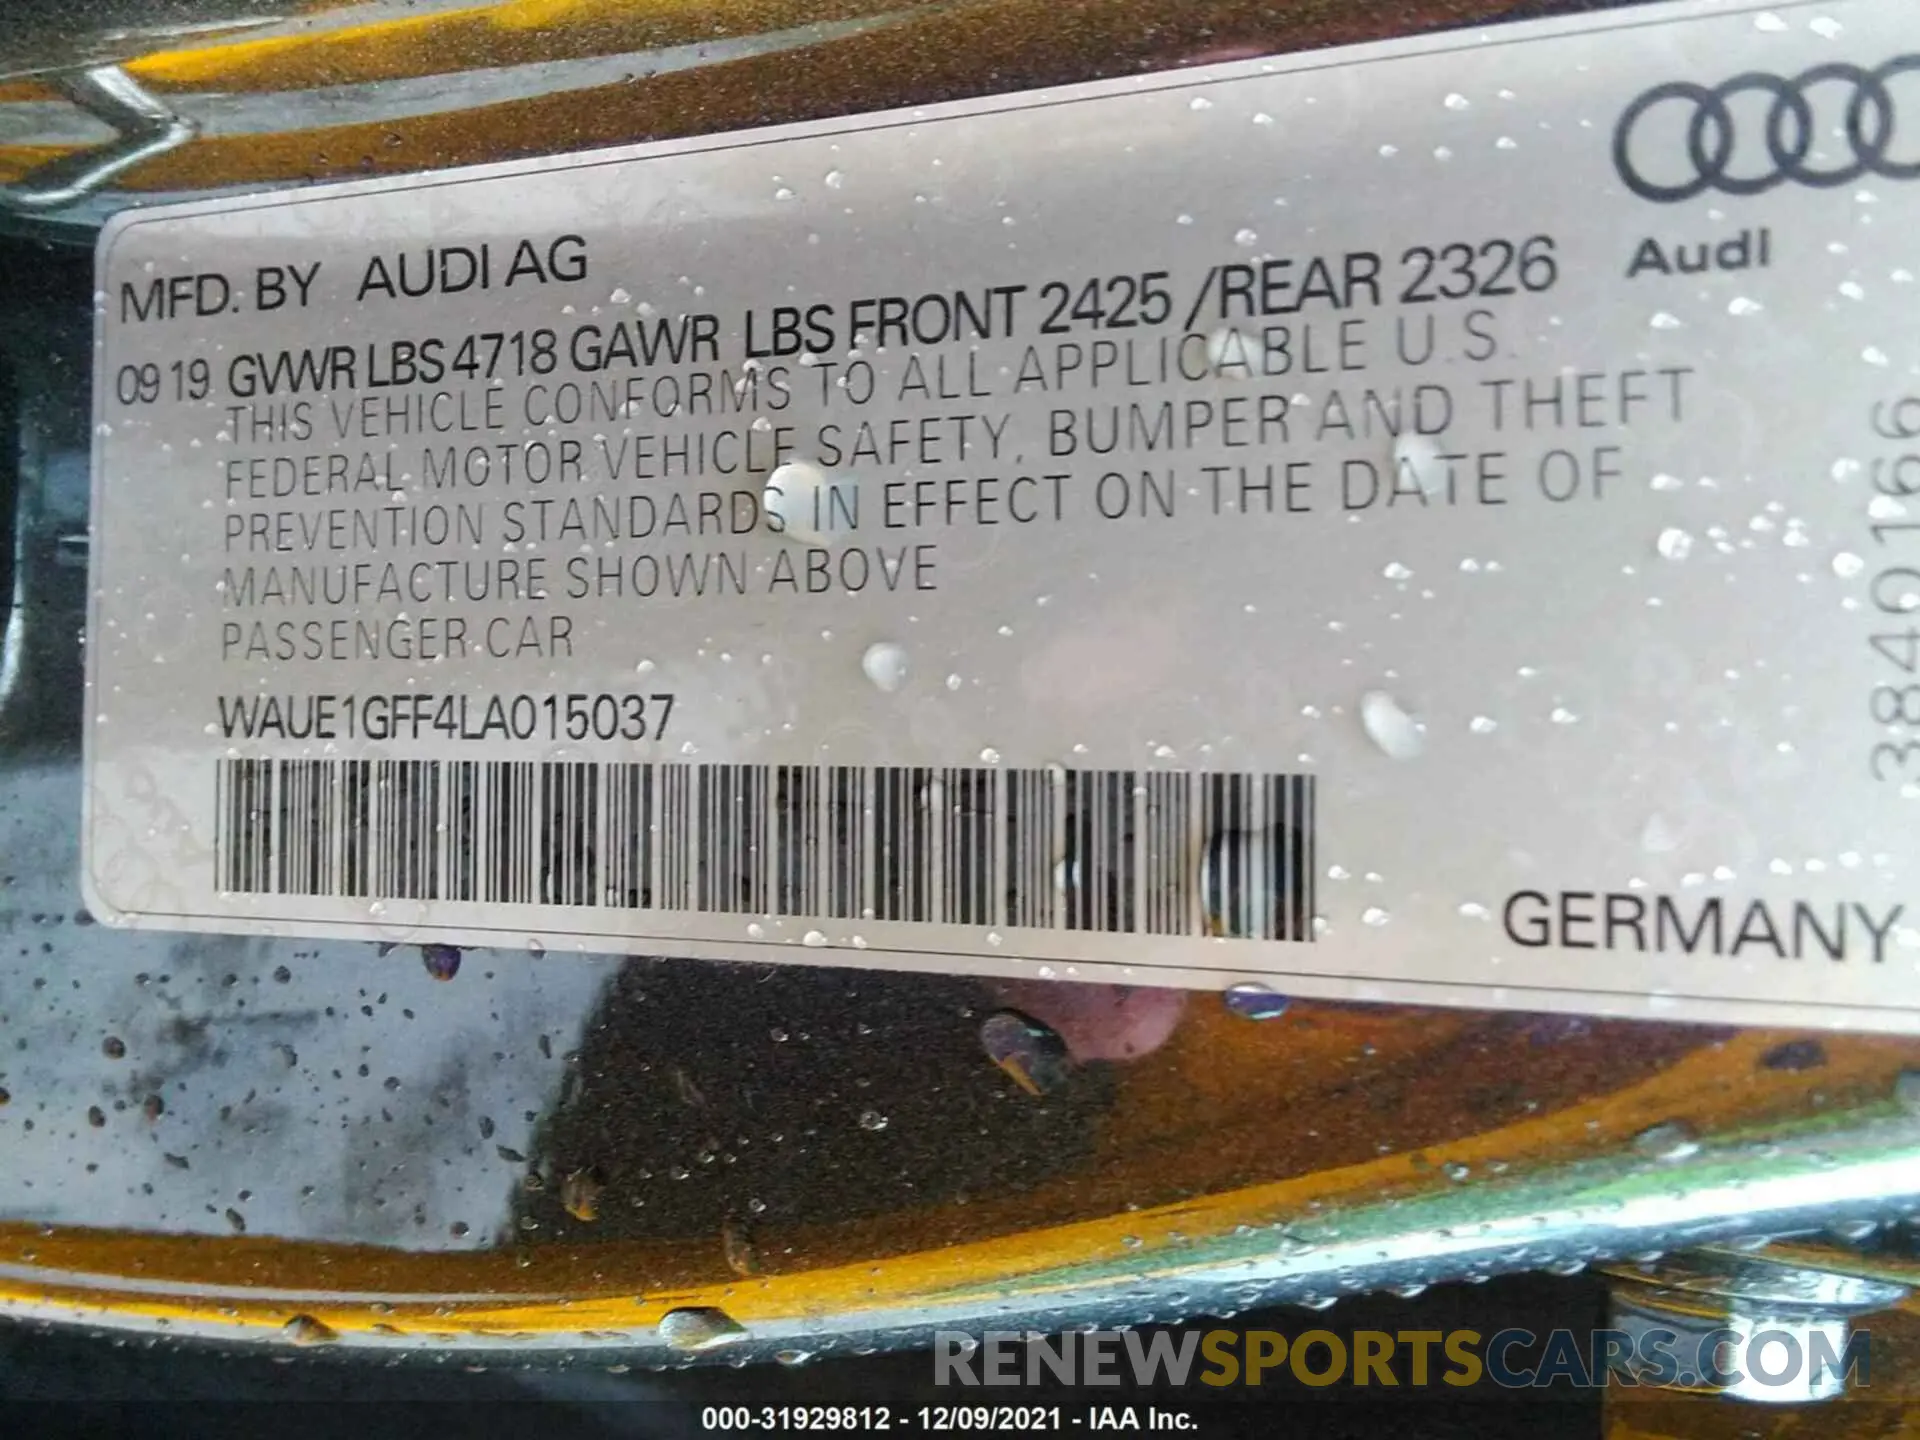 MFD. BY AUDI AG
09 19 GVWR LBS 4718 GAWR LBS FRONT 2425 /REAR 2326
THIS VEHICLE CONFORMS TO ALL APPLICABLE U.S.
FEDERAL MOTOR VEHICLE SAFETY, BUMPER AND THEFT
PREVENTION STANDARDS IN EFFECT ON THE DATE OF
MANUFACTURE SHOWN ABOVE
PASSENGER CAR
WAUE1GFF4LA015037
Audi
3840166
GERMANY
RENEWSPORTSCARS.COM
000-31929812 - 12/09/2021 - IAA Inc.